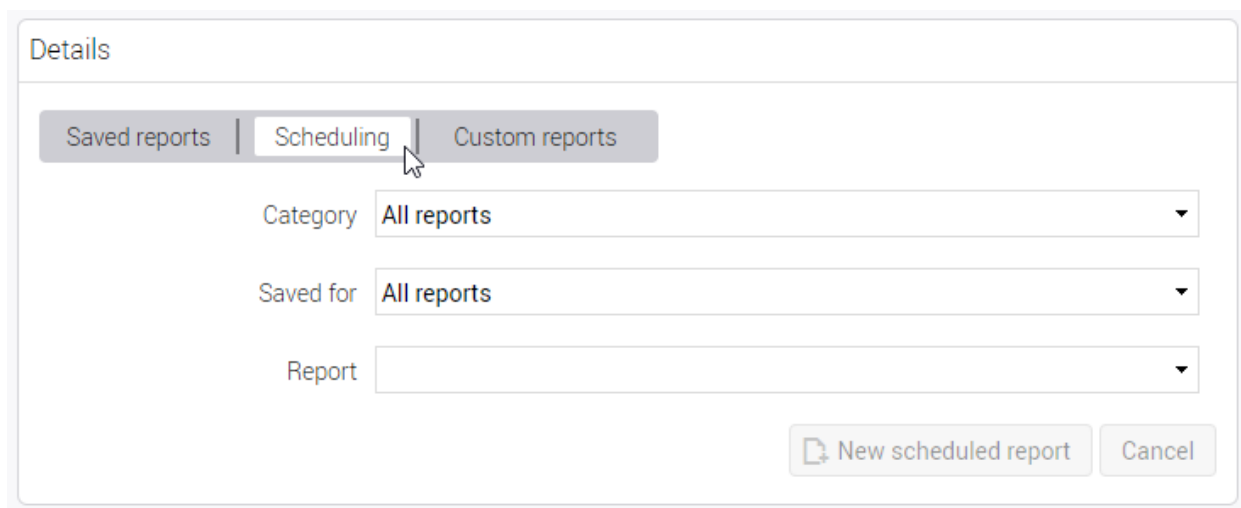 Details
Saved reports | Scheduling | Custom reports
Category All reports
Saved for All reports
Report
New scheduled report Cancel